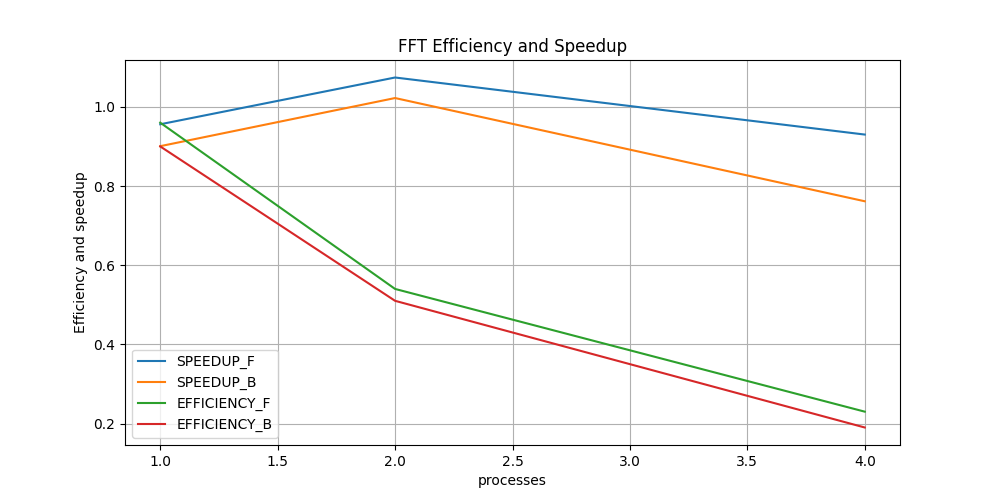 FFT Efficiency and Speedup
Efficiency and speedup
1.0
0.8
0.6
0.4
0.2
SPEEDUP_F
SPEEDUP_B
EFFICIENCY_F
EFFICIENCY_B
1.0 1.5 2.0 2.5 3.0 3.5 4.0
processes